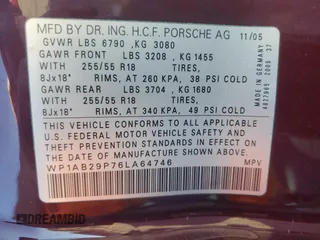 MFD BY DR. ING. H.C.F. PORSCHE AG 11/05
GVWR LBS 6790 ,KG 3080
GAWR FRONT LBS 3208 ,KG 1455
WITH 255/55 R18 TIRES,
8Jx18" RIMS, AT 260 KPA, 38 PSI COLD
GAWR REAR LBS 3704 ,KG 1680
WITH 255/55 R18 TIRES,
8Jx18" RIMS, AT 340 KPA, 49 PSI COLD
THIS VEHICLE CONFORMS TO ALL APPLICABLE
U.S. FEDERAL MOTOR VEHICLE SAFETY AND
THEFT PREVENTION STANDARDS IN EFFECT ON
THE DATE OF MANUFACTURE SHOWN ABOVE.
WP1AB29P76LA64746 MPV
2006 37
DREAMBID